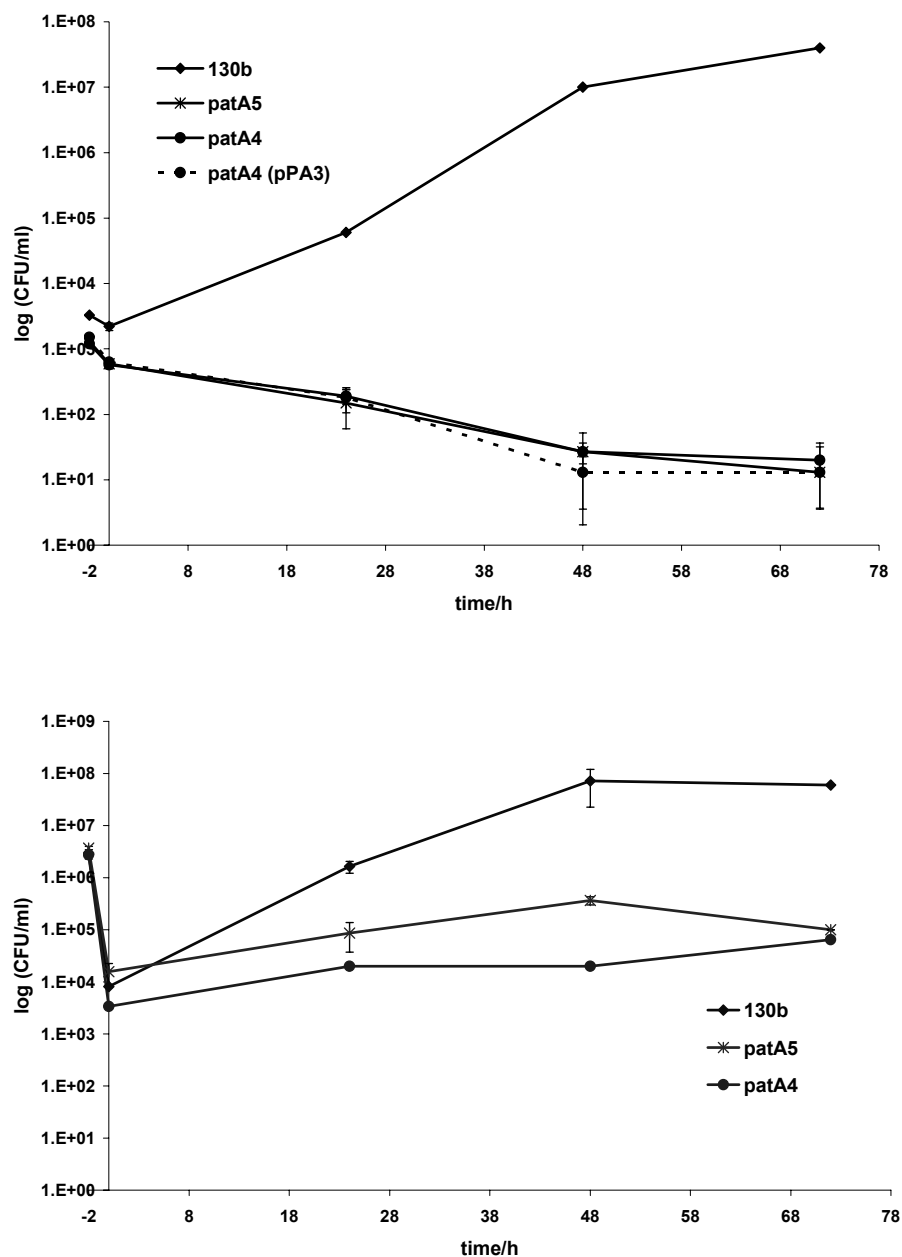 1.E+08
1.E+07
1.E+06
1.E+05
1.E+04
1.E+03
1.E+02
1.E+01
1.E+00
log (CFU/ml)
130b
patA5
patA4
patA4 (pPA3)
-2 8 18 28 38 48 58 68 78
time/h
1.E+09
1.E+08
1.E+07
1.E+06
1.E+05
1.E+04
1.E+03
1.E+02
1.E+01
1.E+00
log (CFU/ml)
130b
patA5
patA4
-2 8 18 28 38 48 58 68 78
time/h